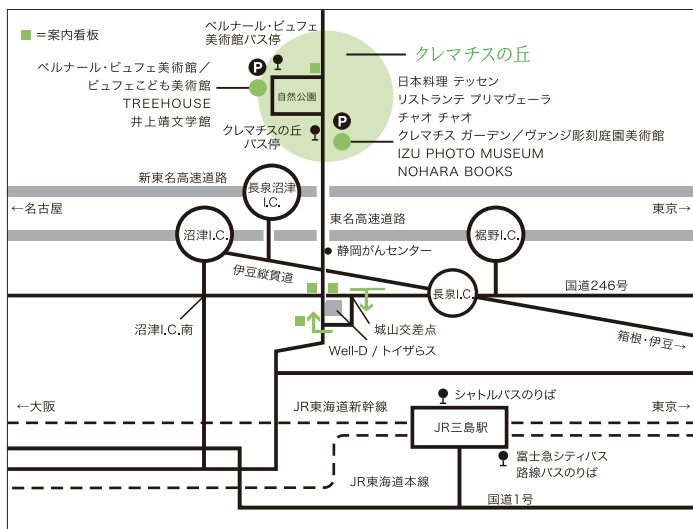 ベルナール・ビュフェ
美術館バス停
＝案内看板
クレマチスの丘
P
ベルナール・ビュフェ美術館／
ビュフェこども美術館
TREEHOUSE
井上靖文学館
自然公園
クレマチスの丘
バス停
P
日本料理 テッセン
リストランテ プリマヴェーラ
チャオ チャオ
クレマチス ガーデン／ヴァンジ彫刻庭園美術館
IZU PHOTO MUSEUM
NOHARA BOOKS
新東名高速道路
長泉沼津
I.C.
←名古屋
東京→
東名高速道路
沼津I.C.
裾野I.C.
静岡がんセンター
伊豆縦貫道
長泉I.C.
国道246号
沼津I.C.南
城山交差点
Well-D / トイザらス
箱根・伊豆→
シャトルバスのりば
←大阪
JR東海道新幹線
東京→
JR三島駅
富士急シティバス
路線バスのりば
JR東海道本線
国道1号